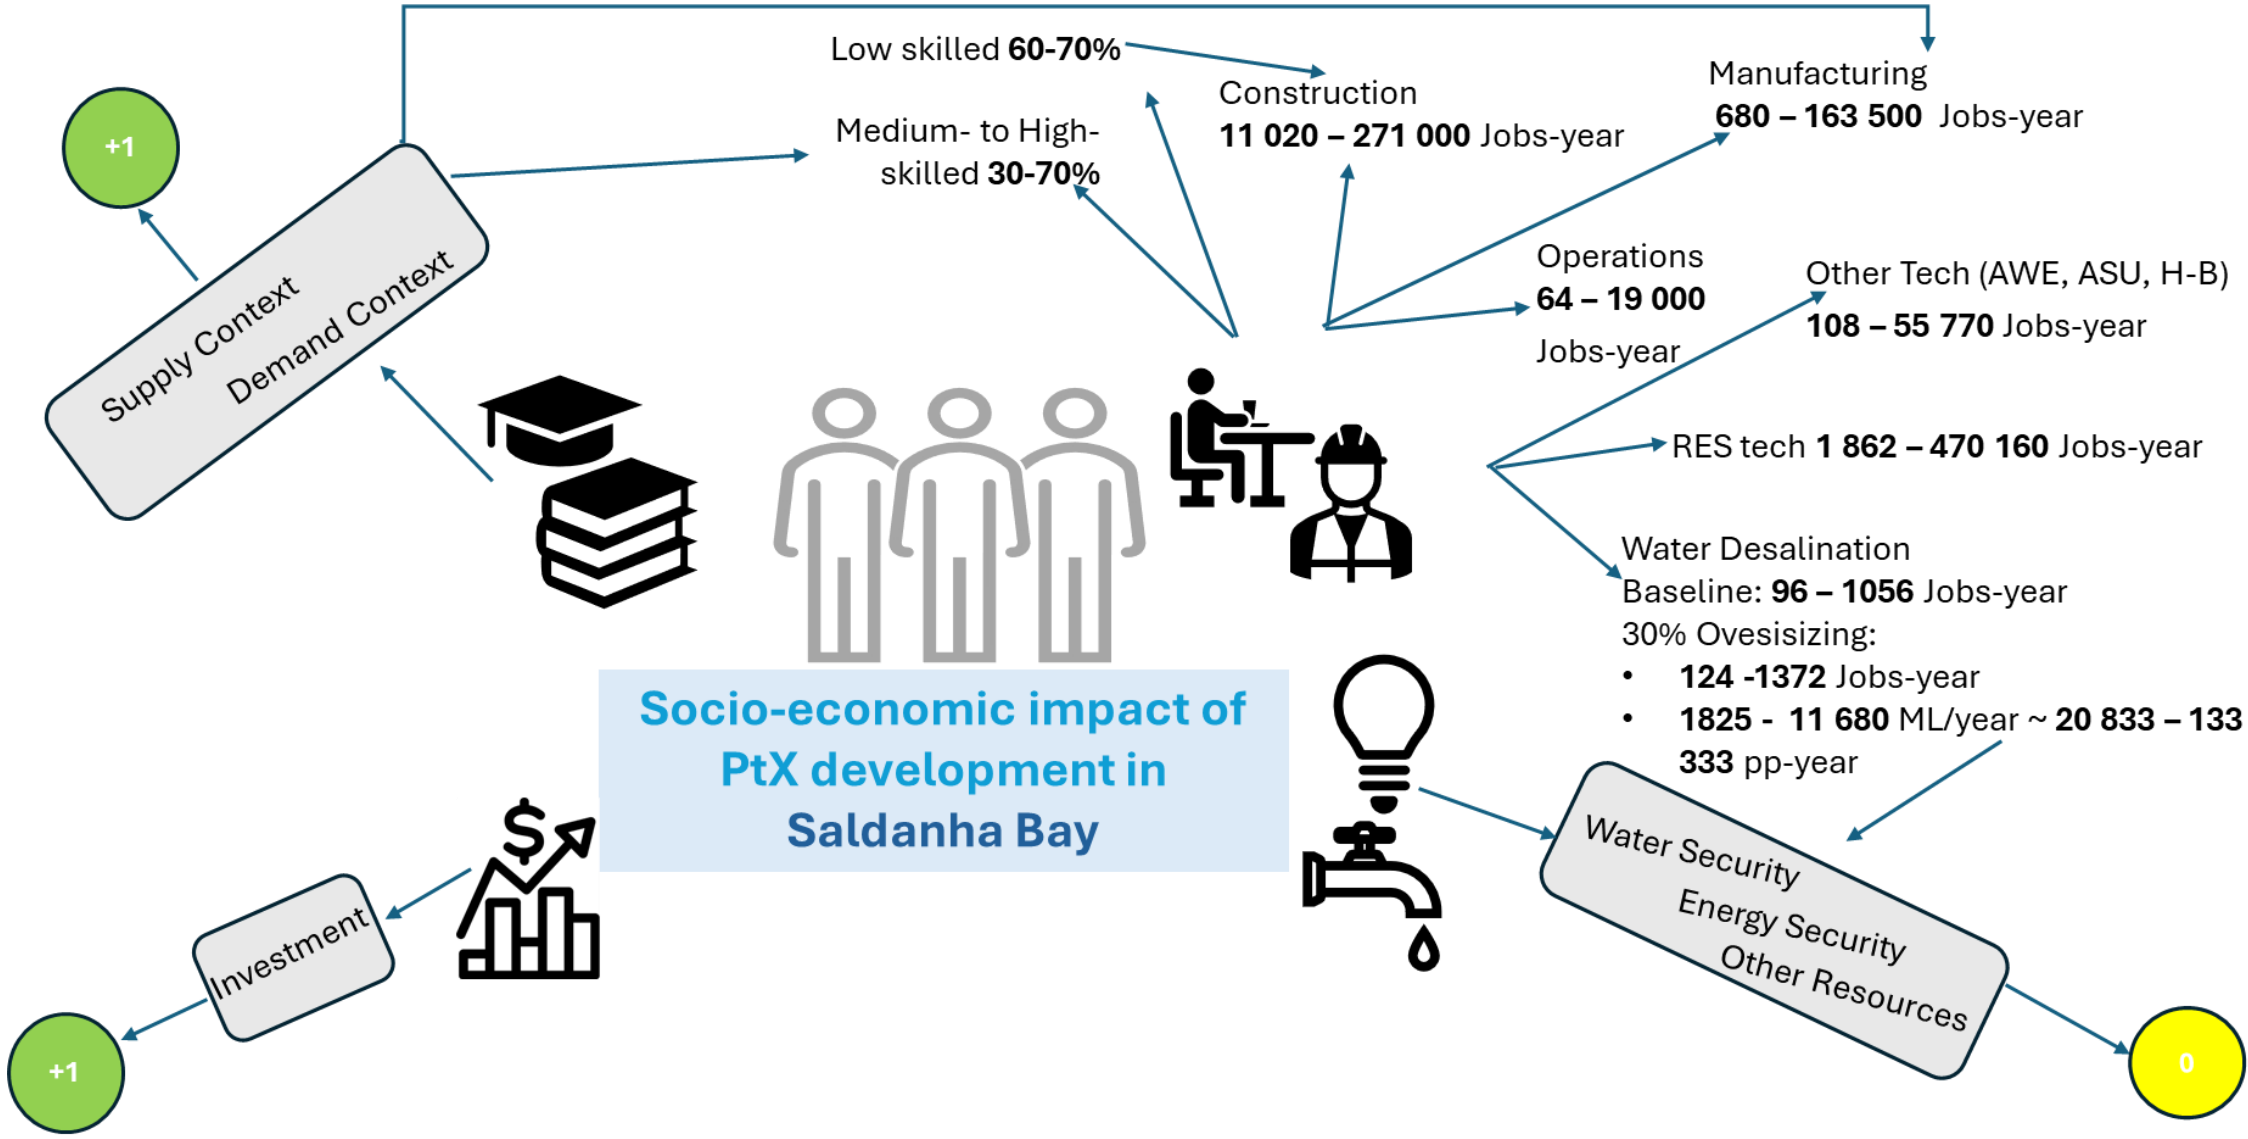 Low skilled 60-70%
Medium- to High-
skilled 30-70%
Construction
11 020 – 271 000 Jobs-year
Manufacturing
680 – 163 500 Jobs-year
+1
Supply Context
Demand Context
Operations
64 – 19 000
Jobs-year
Other Tech (AWE, ASU, H-B)
108 – 55 770 Jobs-year
RES tech 1 862 – 470 160 Jobs-year
Water Desalination
Baseline: 96 – 1056 Jobs-year
30% Ovesisizing:
• 124 -1372 Jobs-year
• 1825 - 11 680 ML/year ~ 20 833 – 133
333 pp-year
Socio-economic impact of
PtX development in
Saldanha Bay
$
Investment
+1
Water Security
Energy Security
Other Resources
0